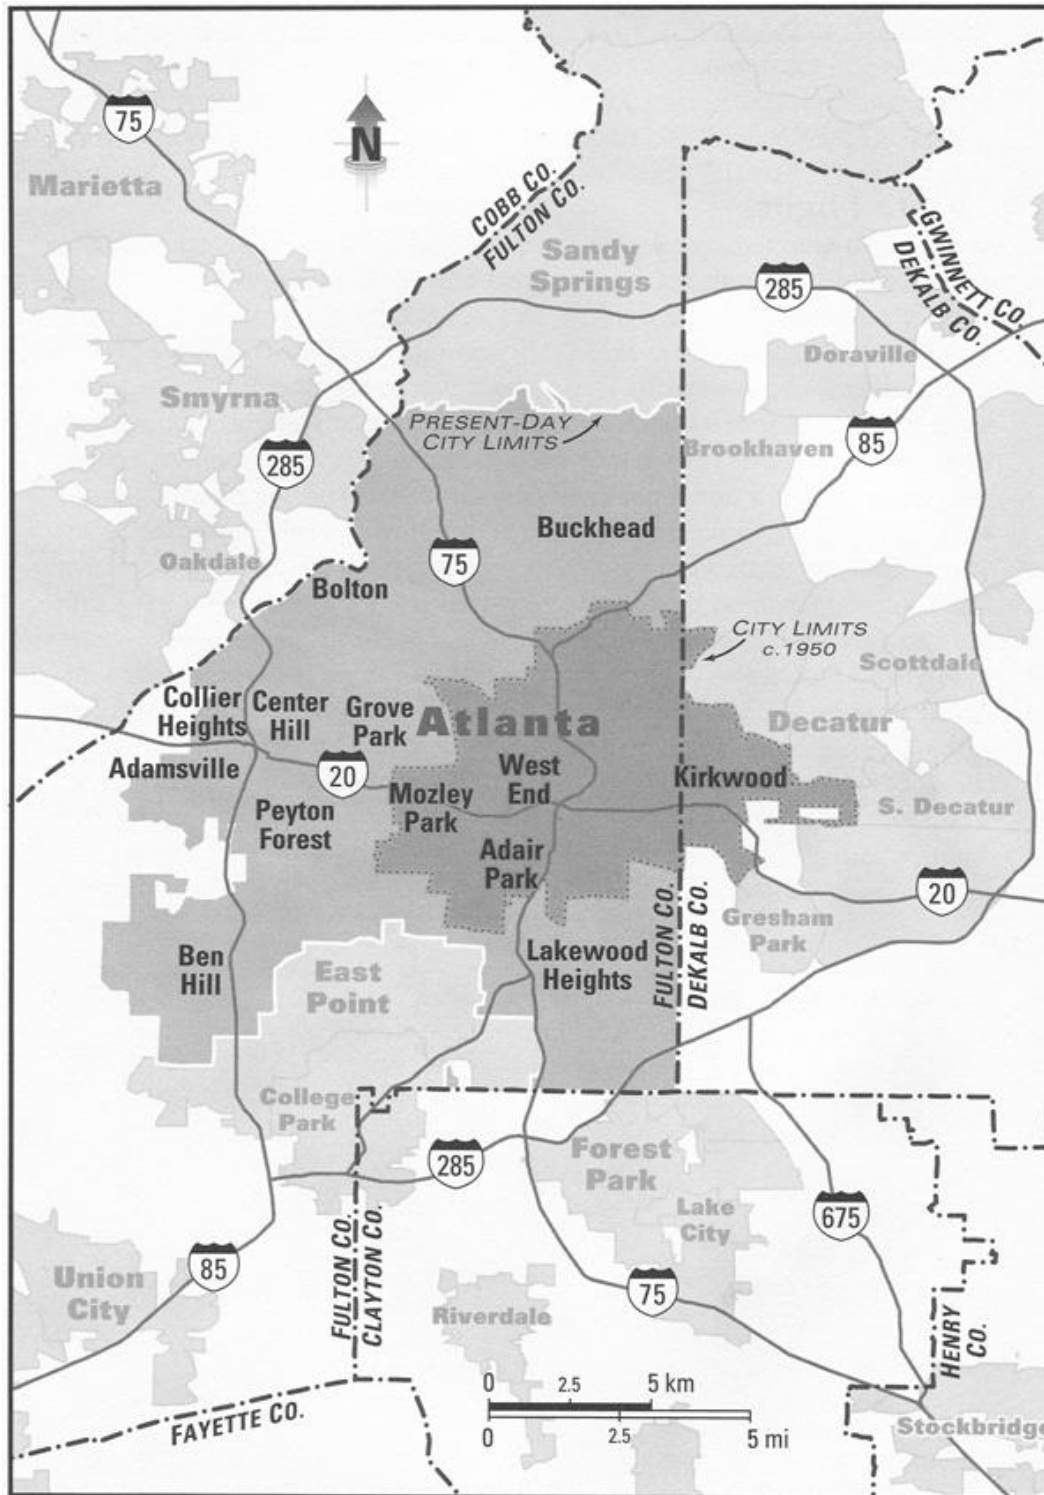 75
N
Marietta
COBB CO.
FULTON CO.
Sandy
Springs
GWINNETT CO.
DEKALB CO.
285
Doraville
Smyrna
PRESENT-DAY
CITY LIMITS
85
Brookhaven
285
Buckhead
75
Oakdale
Bolton
CITY LIMITS
c.1950
Scottdale
Collier
Heights
Center
Hill
Grove
Park
Atlanta
Decatur
Adamsville
20
West
End
Kirkwood
Mozley
Park
S. Decatur
Peyton
Forest
Adair
Park
20
FULTON CO.
DEKALB CO.
Gresham
Park
Ben
Hill
East
Point
Lakewood
Heights
College
Park
285
Forest
Park
Lake
City
675
85
Union
City
FULTON CO.
CLAYTON CO.
75
Riverdale
HENRY
CO.
0 2.5 5 km
0 2.5 5 mi
FAYETTE CO.
Stockbridge